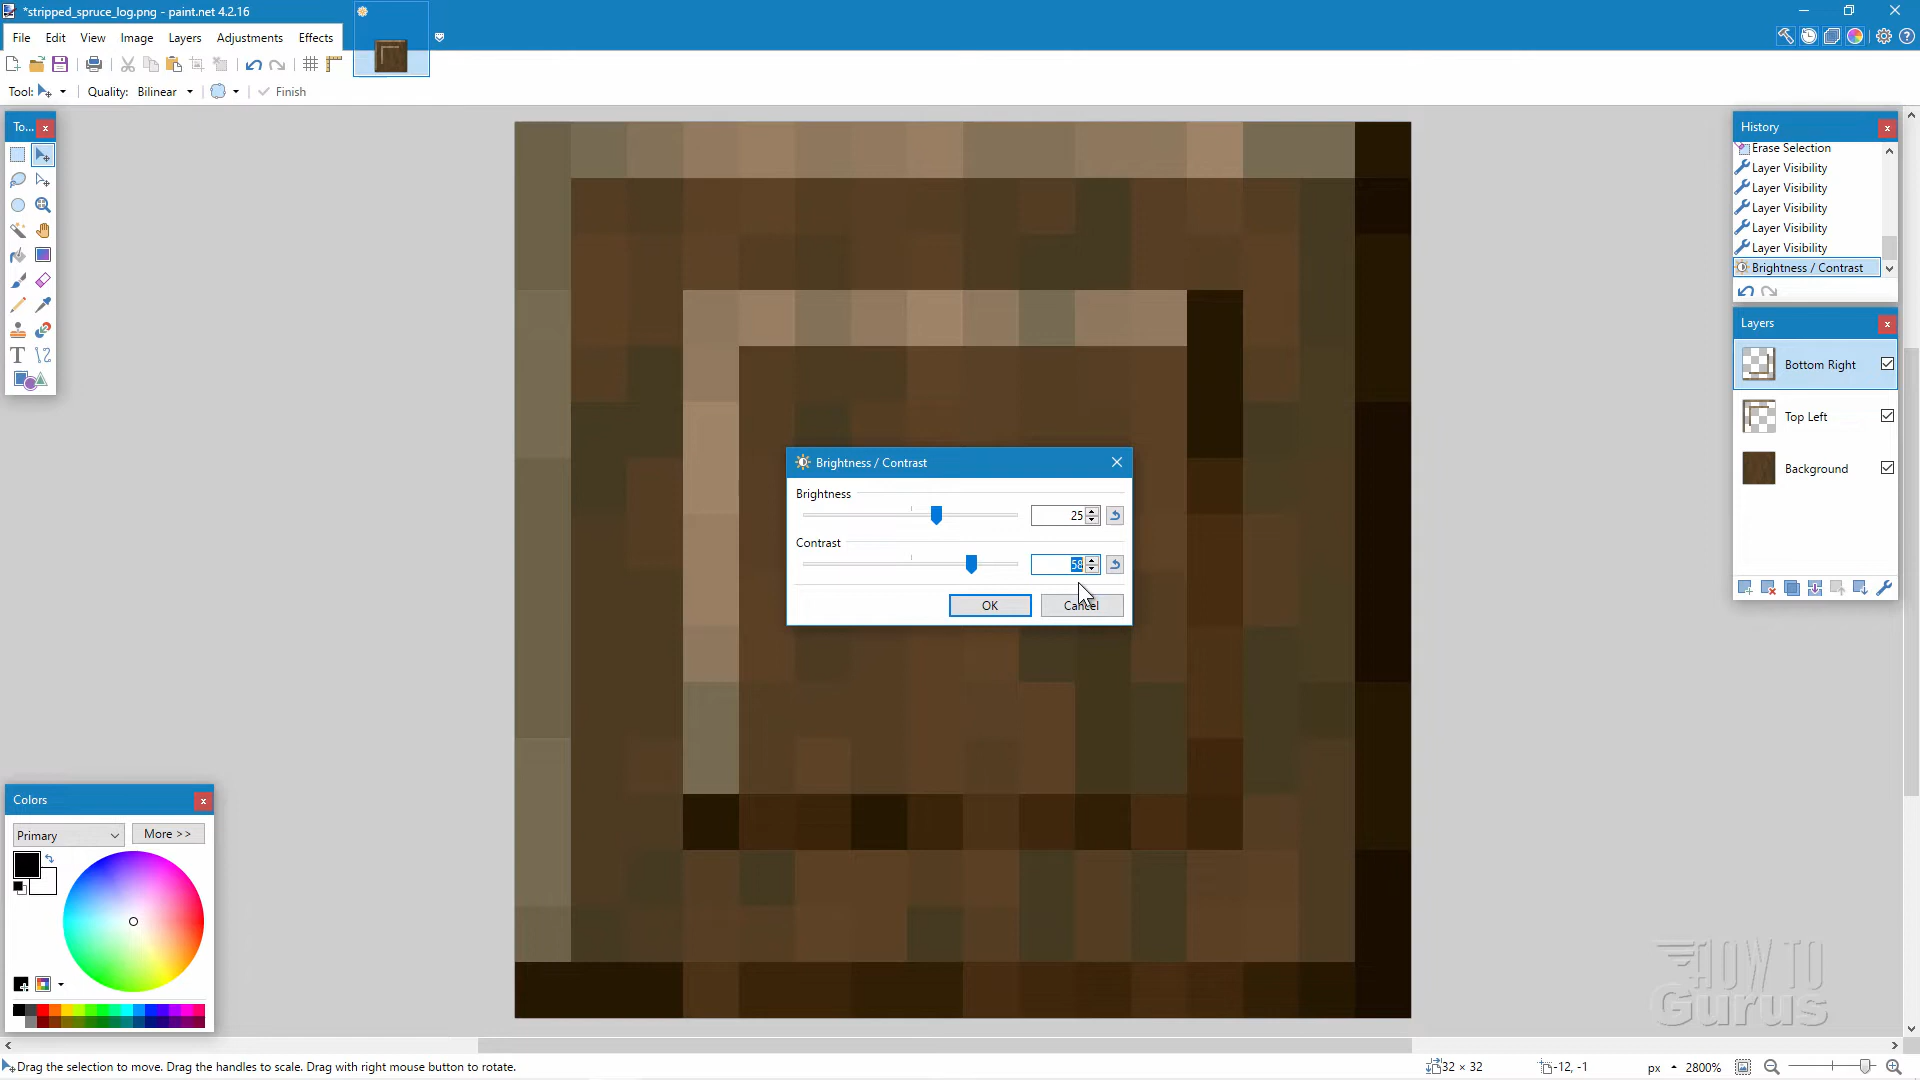 *stripped_spruce_log.png - paint.net 4.2.16
File Edit View Image Layers Adjustments Effects
Tool: Quality: Bilinear Finish
To...
History
Erase Selection
Layer Visibility
Layer Visibility
Layer Visibility
Layer Visibility
Layer Visibility
Brightness / Contrast
Layers
Bottom Right
Top Left
Background
Brightness / Contrast
Brightness
25
Contrast
58
OK Cancel
Colors
Primary More >>
HOW TO
Gurus
Drag the selection to move. Drag the handles to scale. Drag with right mouse button to rotate. 32 × 32 -12, -1 px 2800%